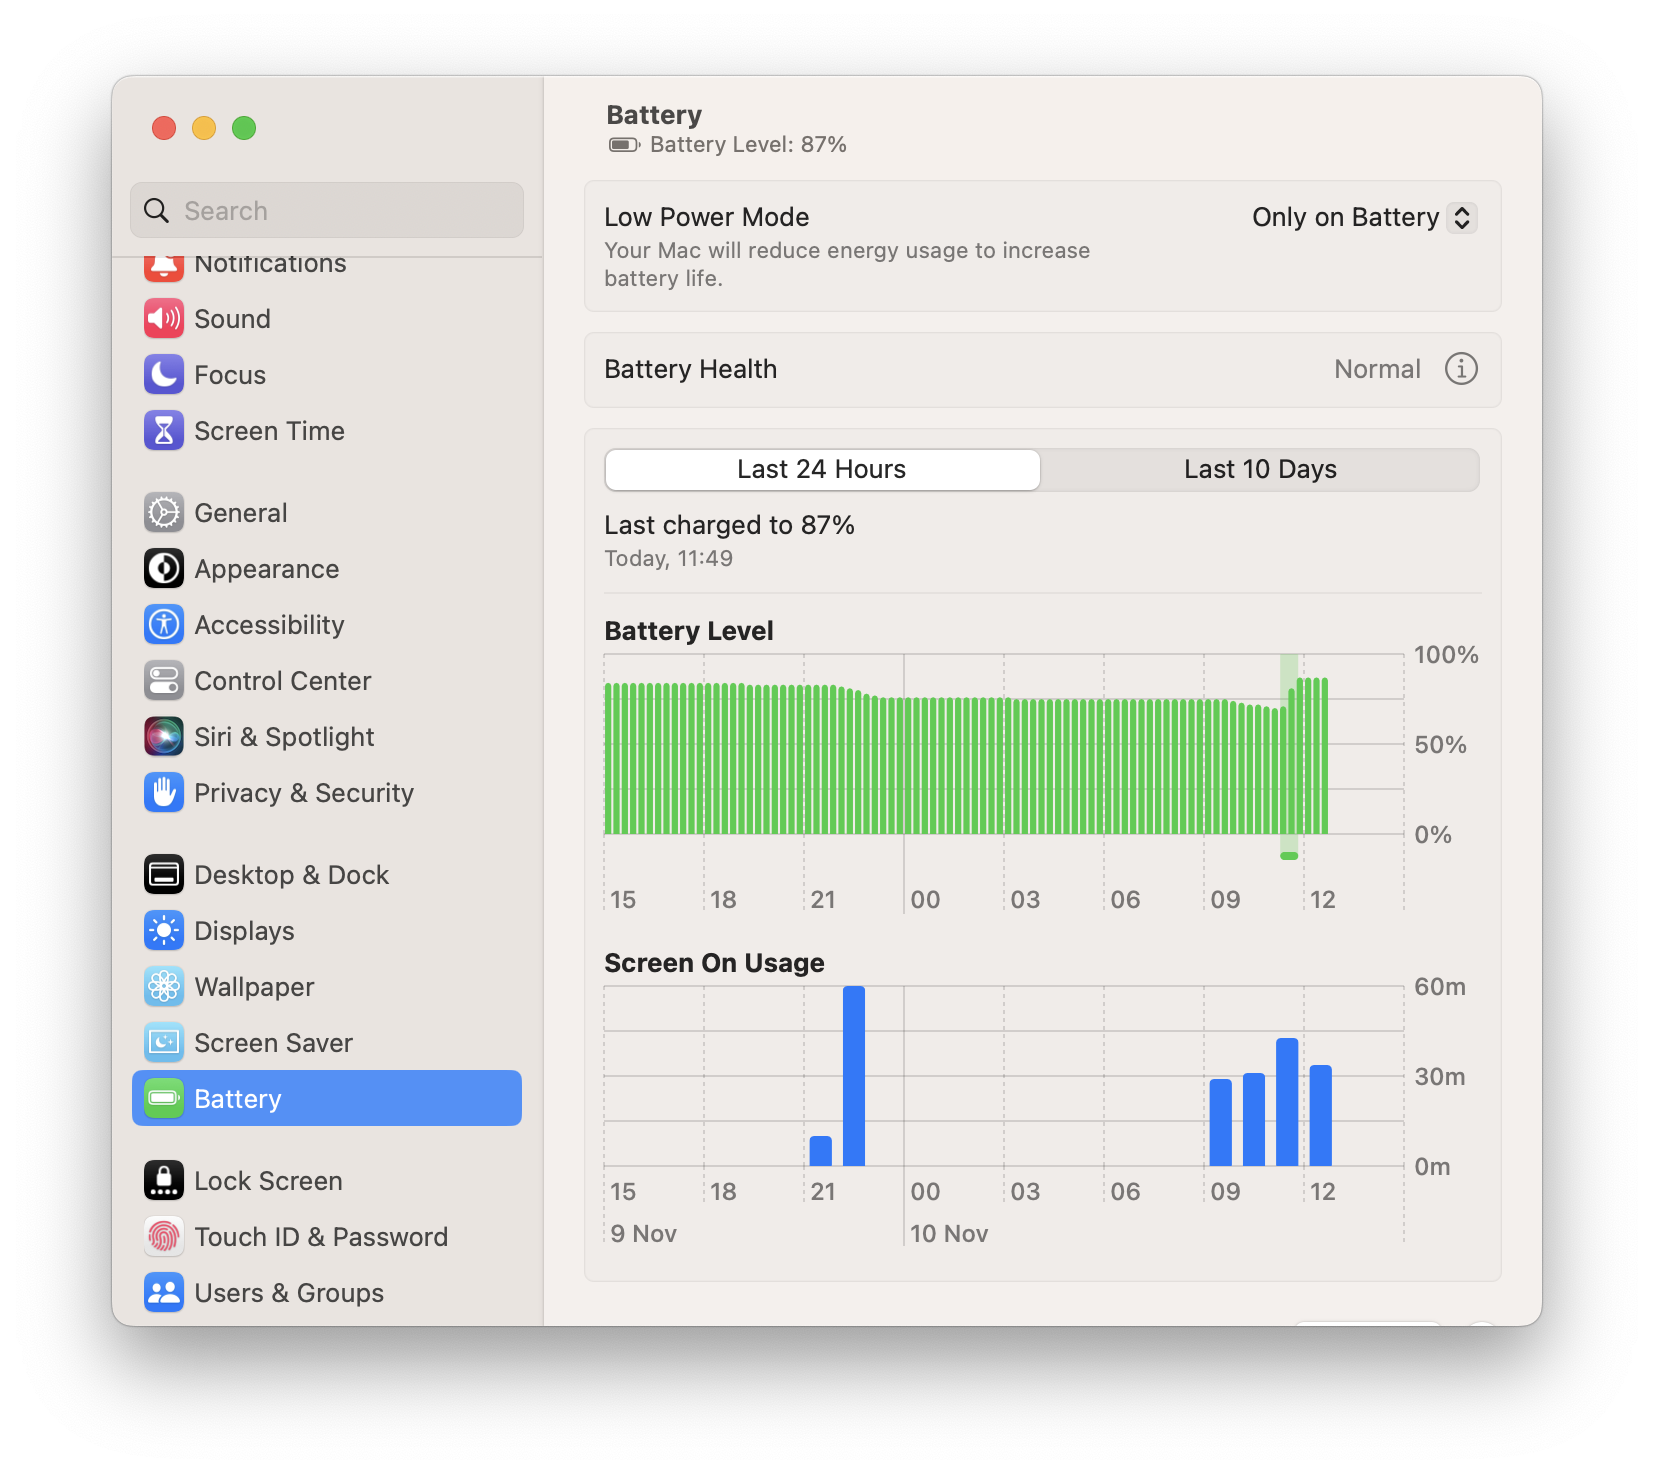 Search
Notifications
Sound
Focus
Screen Time
General
Appearance
Accessibility
Control Center
Siri & Spotlight
Privacy & Security
Desktop & Dock
Displays
Wallpaper
Screen Saver
Battery
Lock Screen
Touch ID & Password
Users & Groups
Battery
Battery Level: 87%
Low Power Mode
Only on Battery
Your Mac will reduce energy usage to increase
battery life.
Battery Health
Normal
Last 24 Hours
Last 10 Days
Last charged to 87%
Today, 11:49
Battery Level
100%
50%
0%
15 18 21 00 03 06 09 12
Screen On Usage
60m
30m
0m
15 18 21 00 03 06 09 12
9 Nov 10 Nov